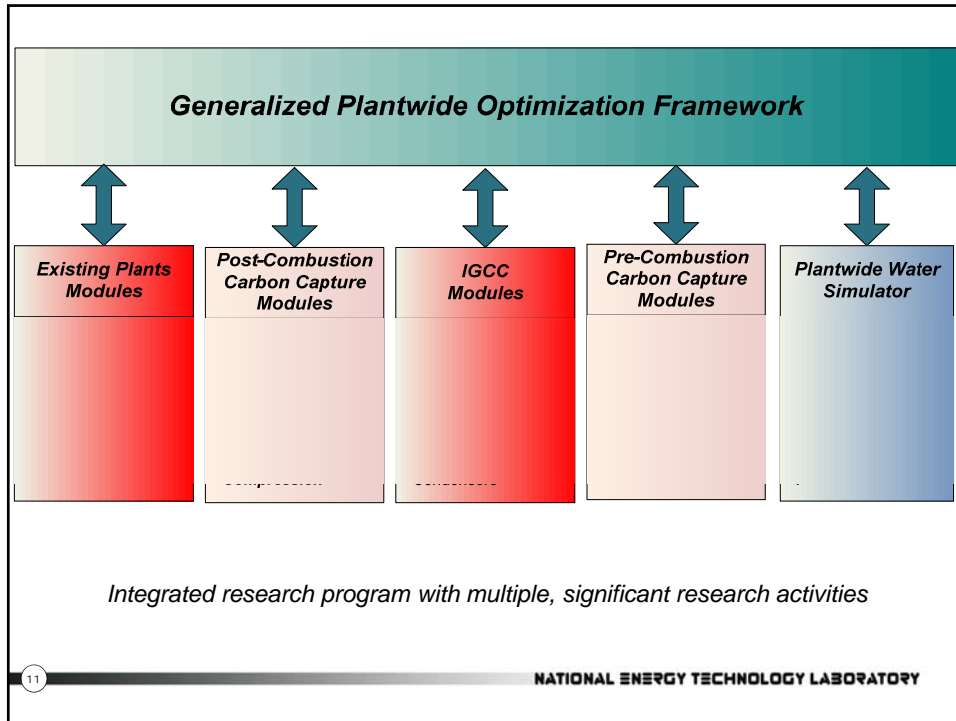 Generalized Plantwide Optimization Framework
Existing Plants
Modules
Post-Combustion
Carbon Capture
Modules
IGCC
Modules
Pre-Combustion
Carbon Capture
Modules
Plantwide Water
Simulator
Integrated research program with multiple, significant research activities
11
NATIONAL ENERGY TECHNOLOGY LABORATORY